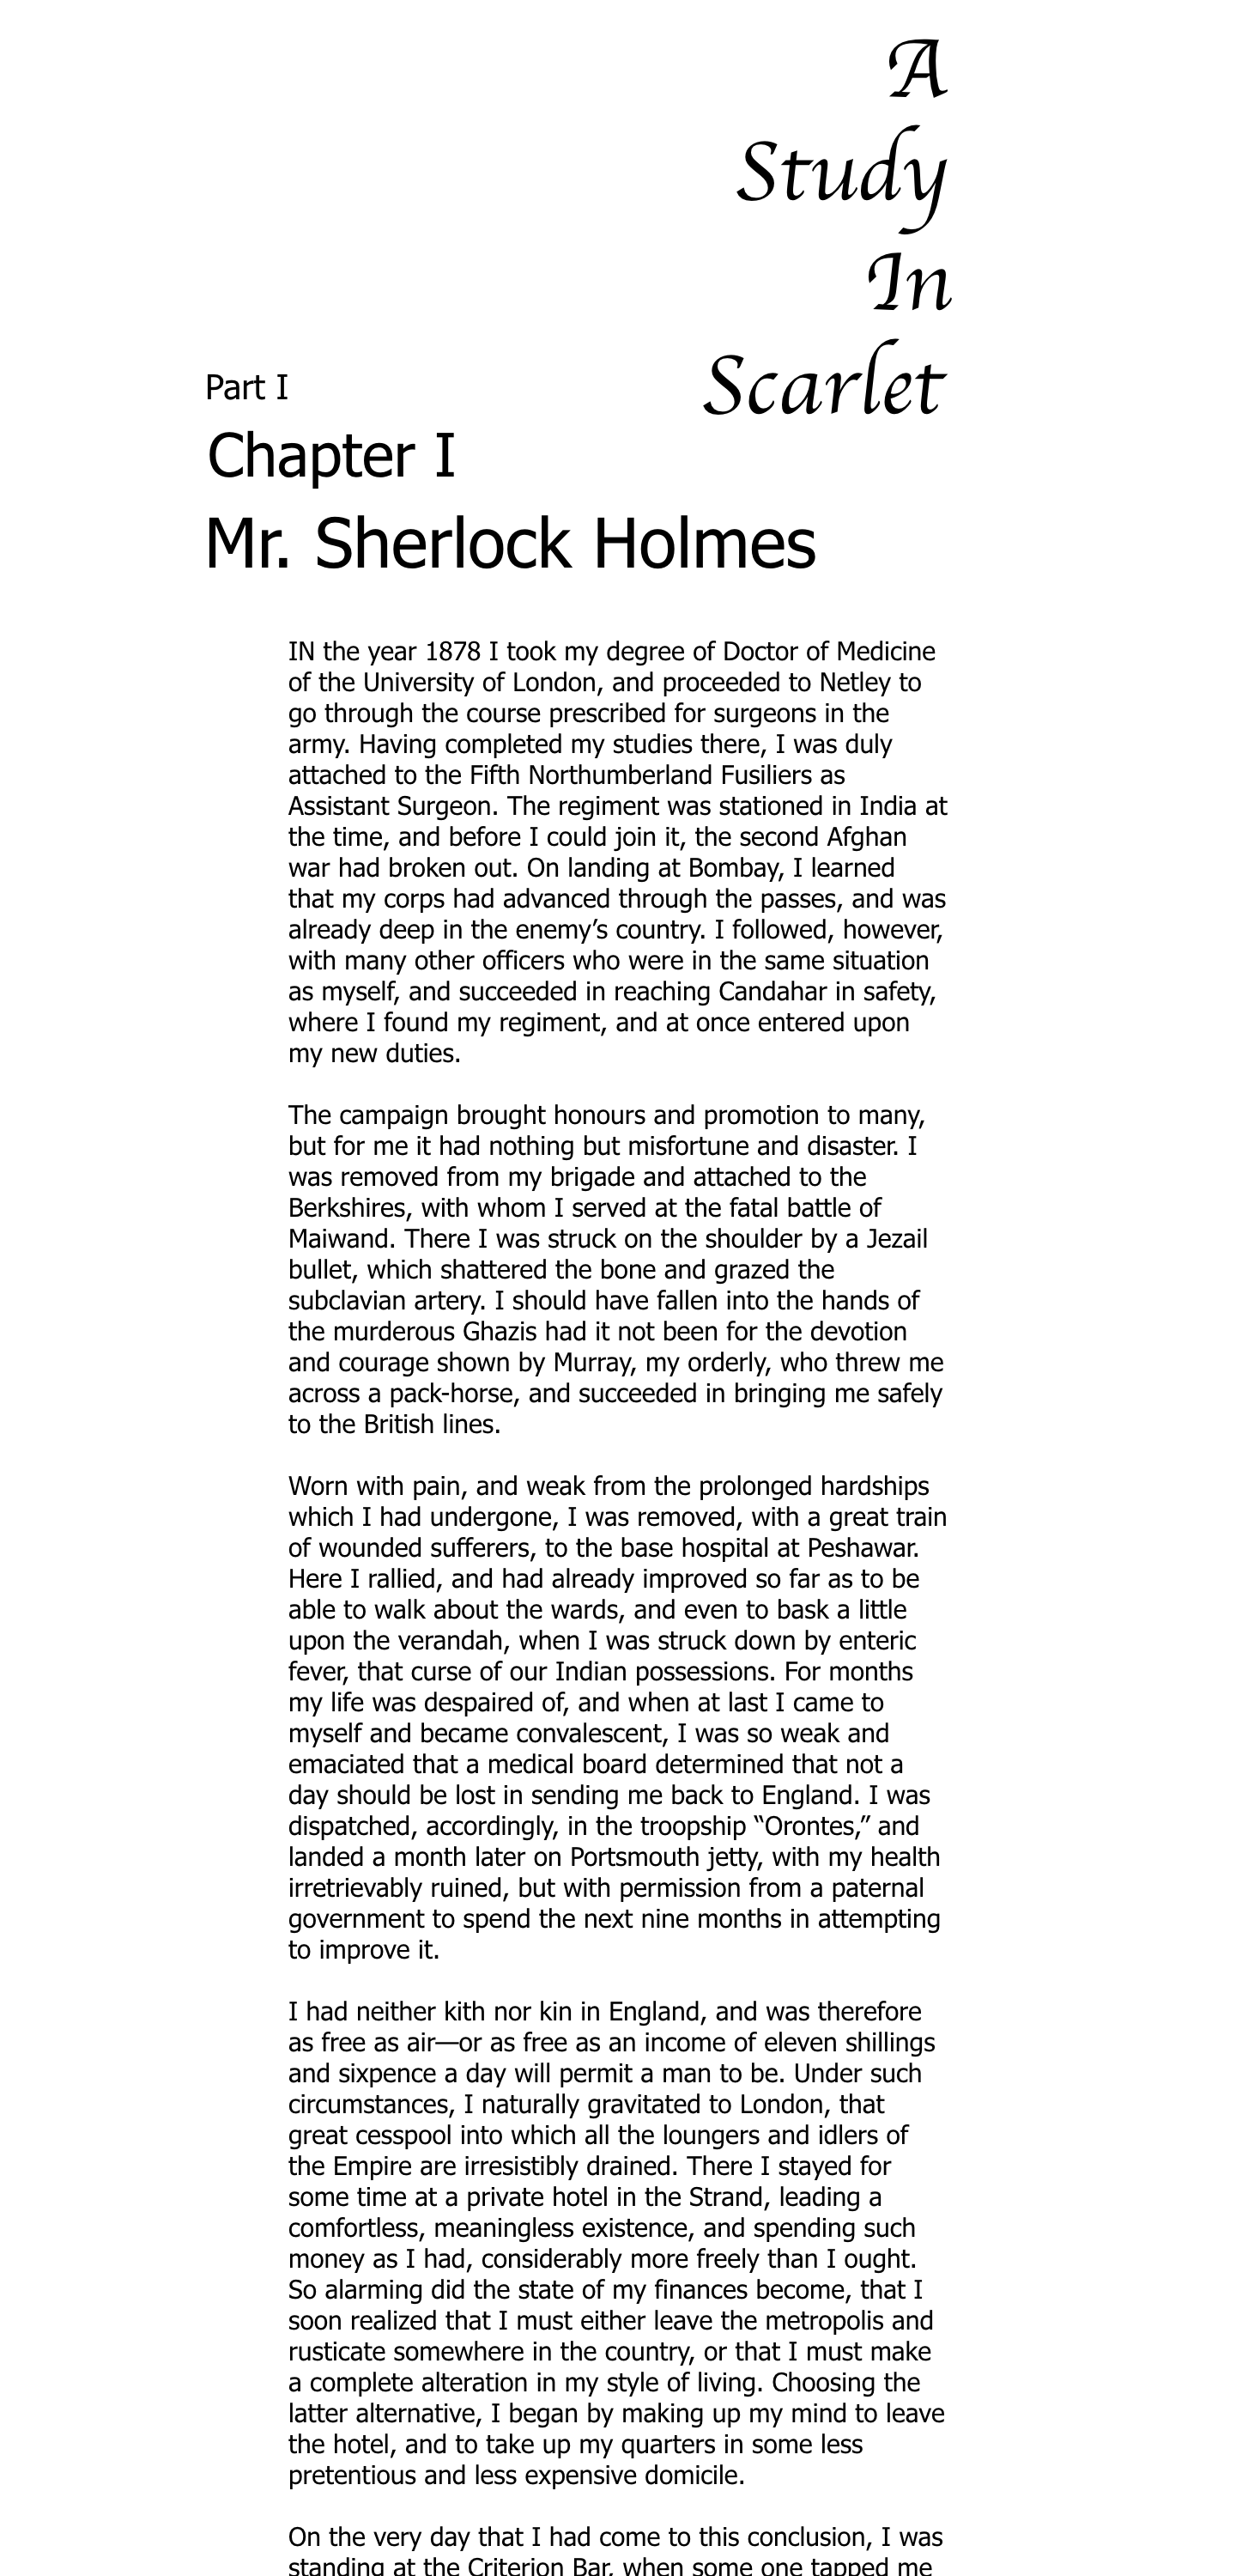 A
Study
In
Scarlet
Part I
Chapter I
Mr. Sherlock Holmes
IN the year 1878 I took my degree of Doctor of Medicine
of the University of London, and proceeded to Netley to
go through the course prescribed for surgeons in the
army. Having completed my studies there, I was duly
attached to the Fifth Northumberland Fusiliers as
Assistant Surgeon. The regiment was stationed in India at
the time, and before I could join it, the second Afghan
war had broken out. On landing at Bombay, I learned
that my corps had advanced through the passes, and was
already deep in the enemy’s country. I followed, however,
with many other officers who were in the same situation
as myself, and succeeded in reaching Candahar in safety,
where I found my regiment, and at once entered upon
my new duties.
The campaign brought honours and promotion to many,
but for me it had nothing but misfortune and disaster. I
was removed from my brigade and attached to the
Berkshires, with whom I served at the fatal battle of
Maiwand. There I was struck on the shoulder by a Jezail
bullet, which shattered the bone and grazed the
subclavian artery. I should have fallen into the hands of
the murderous Ghazis had it not been for the devotion
and courage shown by Murray, my orderly, who threw me
across a pack-horse, and succeeded in bringing me safely
to the British lines.
Worn with pain, and weak from the prolonged hardships
which I had undergone, I was removed, with a great train
of wounded sufferers, to the base hospital at Peshawar.
Here I rallied, and had already improved so far as to be
able to walk about the wards, and even to bask a little
upon the verandah, when I was struck down by enteric
fever, that curse of our Indian possessions. For months
my life was despaired of, and when at last I came to
myself and became convalescent, I was so weak and
emaciated that a medical board determined that not a
day should be lost in sending me back to England. I was
dispatched, accordingly, in the troopship “Orontes,” and
landed a month later on Portsmouth jetty, with my health
irretrievably ruined, but with permission from a paternal
government to spend the next nine months in attempting
to improve it.
I had neither kith nor kin in England, and was therefore
as free as air—or as free as an income of eleven shillings
and sixpence a day will permit a man to be. Under such
circumstances, I naturally gravitated to London, that
great cesspool into which all the loungers and idlers of
the Empire are irresistibly drained. There I stayed for
some time at a private hotel in the Strand, leading a
comfortless, meaningless existence, and spending such
money as I had, considerably more freely than I ought.
So alarming did the state of my finances become, that I
soon realized that I must either leave the metropolis and
rusticate somewhere in the country, or that I must make
a complete alteration in my style of living. Choosing the
latter alternative, I began by making up my mind to leave
the hotel, and to take up my quarters in some less
pretentious and less expensive domicile.
On the very day that I had come to this conclusion, I was
standing at the Criterion Bar, when some one tapped me